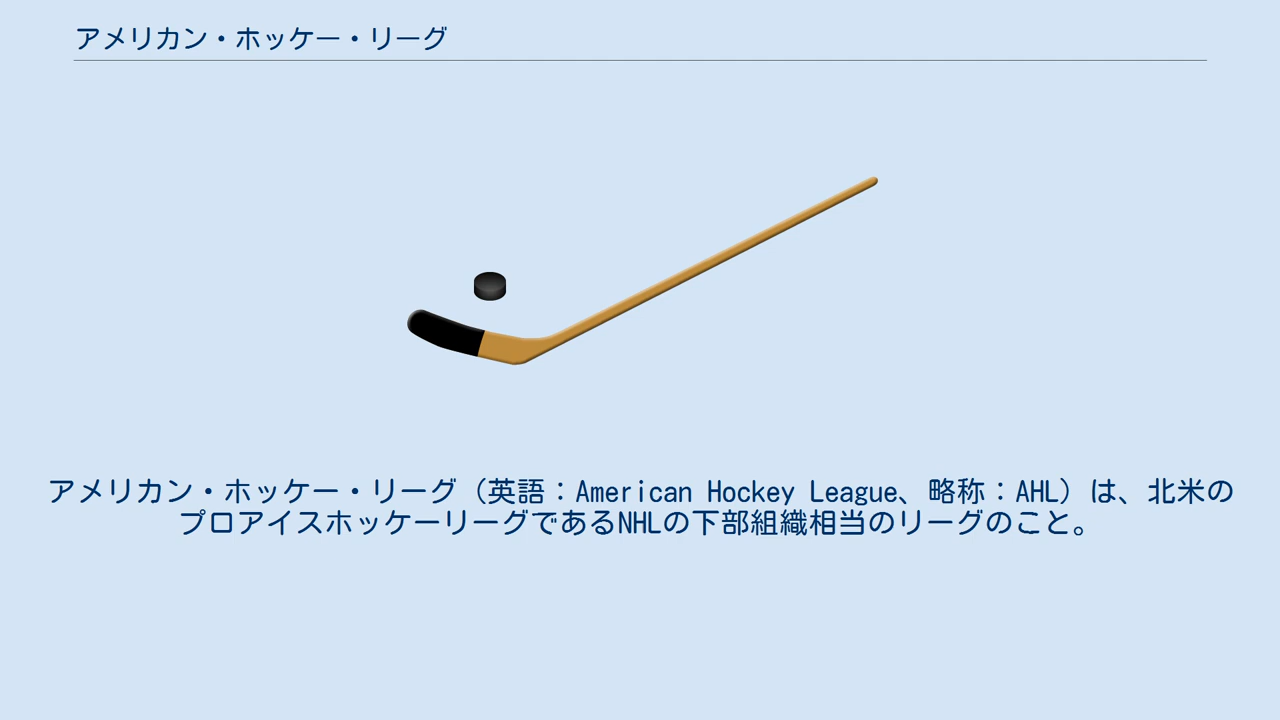 アメリカン・ホッケー・リーグ
アメリカン・ホッケー・リーグ（英語：American Hockey League、略称：AHL）は、北米の
プロアイスホッケーリーグであるNHLの下部組織相当のリーグのこと。